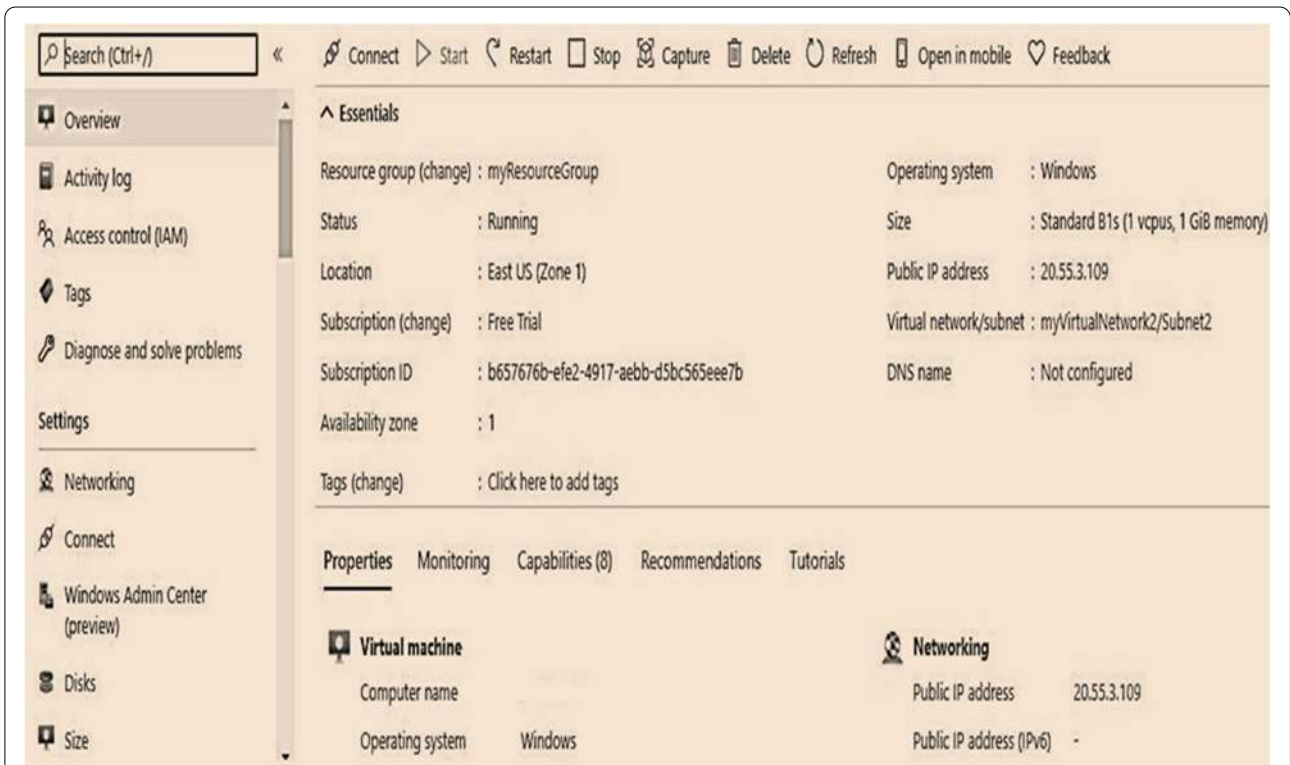 Search (Ctrl+/)
«
Connect Start Restart Stop Capture Delete Refresh Open in mobile Feedback
Overview
Activity log
Access control (IAM)
Tags
Diagnose and solve problems
Settings
Networking
Connect
Windows Admin Center
(preview)
Disks
Size
Essentials
Resource group (change) : myResourceGroup
Status : Running
Location : East US (Zone 1)
Subscription (change) : Free Trial
Subscription ID : b657676b-efe2-4917-aebb-d5bc565eee7b
Availability zone : 1
Tags (change) : Click here to add tags
Operating system : Windows
Size : Standard B1s (1 vcpus, 1 GiB memory)
Public IP address : 20.55.3.109
Virtual network/subnet : myVirtualNetwork2/Subnet2
DNS name : Not configured
Properties Monitoring Capabilities (8) Recommendations Tutorials
Virtual machine
Computer name
Operating system Windows
Networking
Public IP address 20.55.3.109
Public IP address (IPv6) -